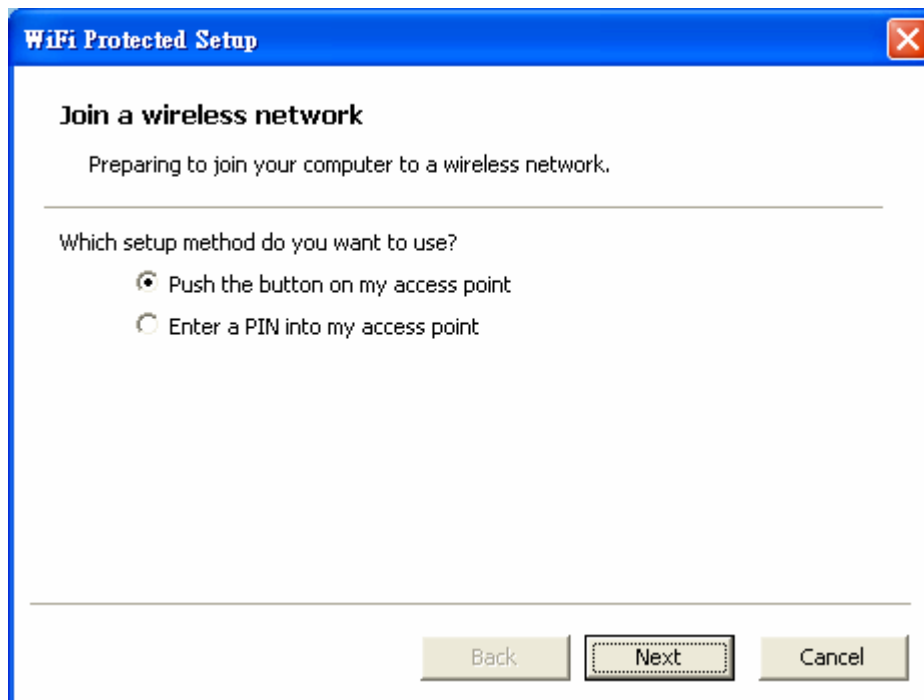 WiFi Protected Setup
Join a wireless network
Preparing to join your computer to a wireless network.
Which setup method do you want to use?
Push the button on my access point
Enter a PIN into my access point
Back Next Cancel